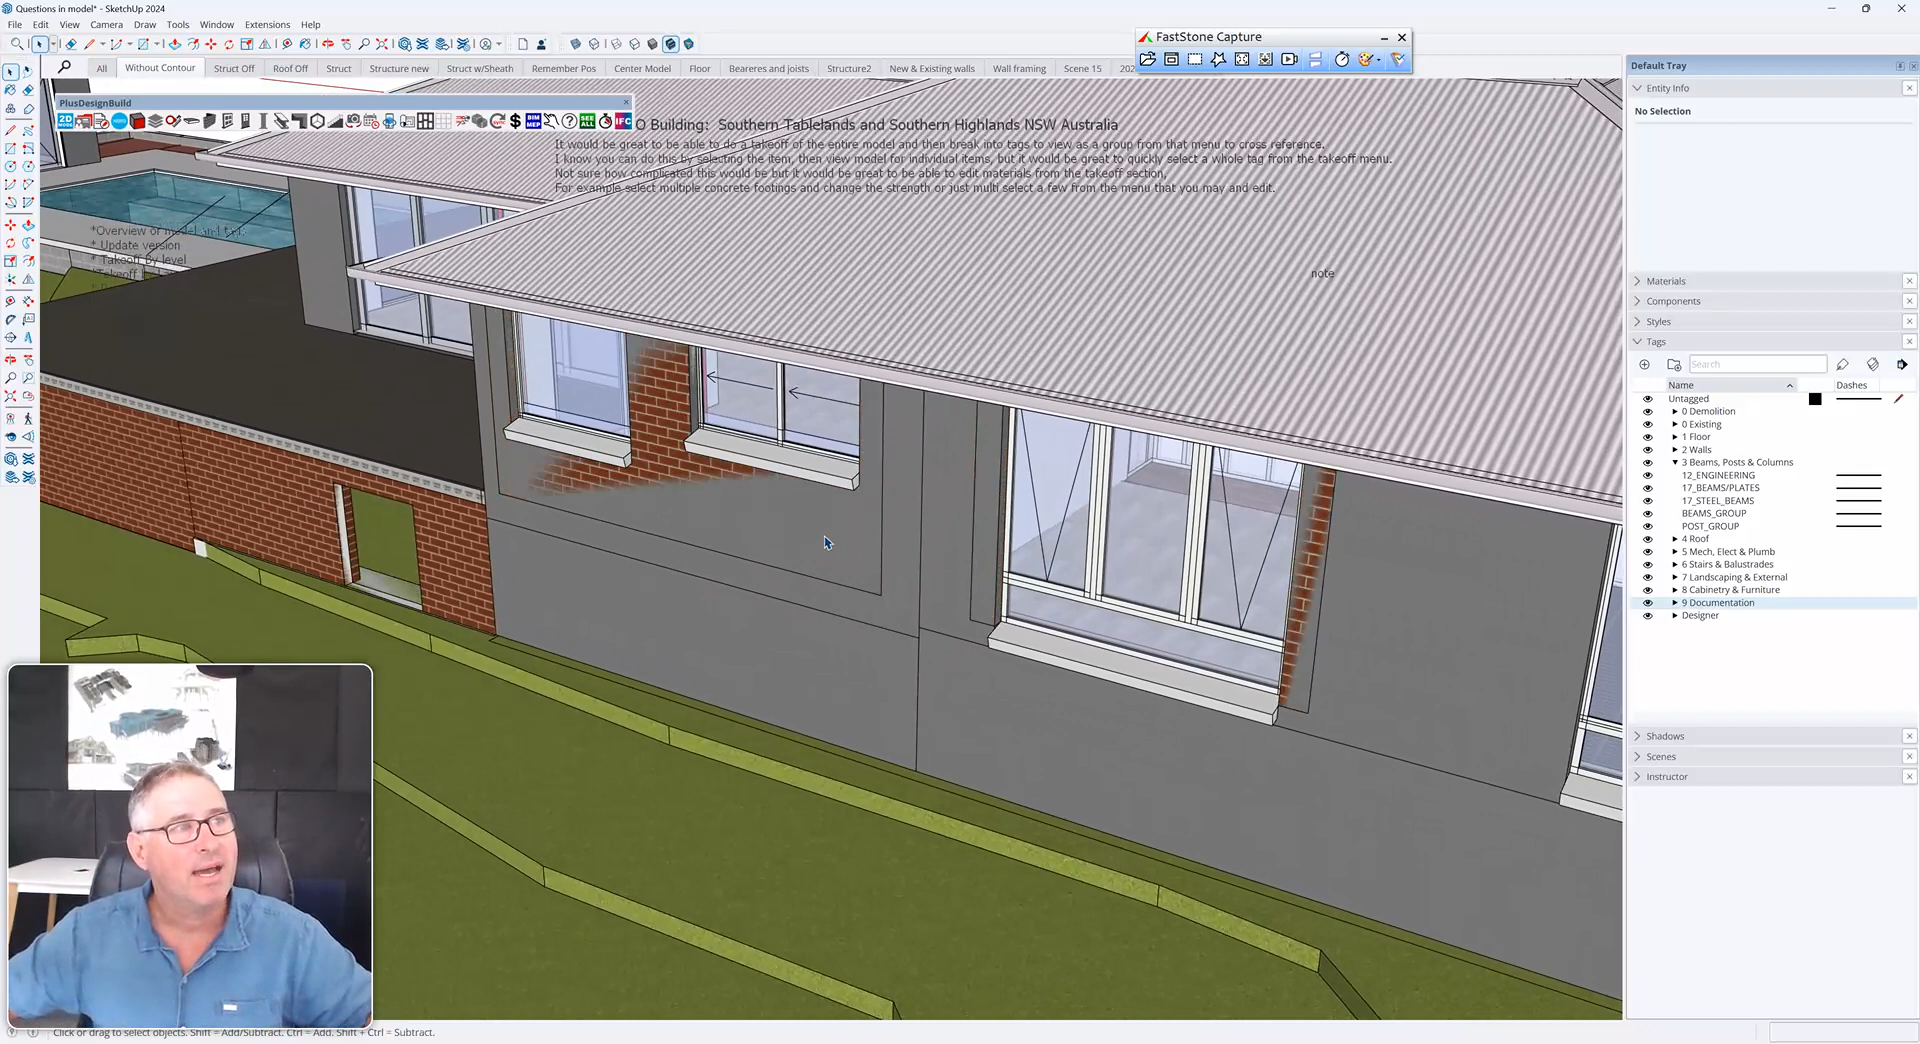 Questions in model* - SketchUp 2024
File Edit View Camera Draw Tools Window Extensions Help
FastStone Capture
All Without Contour Struct Off Roof Off Struct Structure new Struct w/Sheath Remember Pos Center Model Floor Beareres and joists Structure2 New & Existing walls Wall framing Scene 15 202
PlusDesignBuild
2D MODE SEE ALL BIM MEP IFC
O Building: Southern Tablelands and Southern Highlands NSW Australia
It would be great to be able to do a takeoff of the entire model and then break into tags to view as a group from that menu to cross reference.
I know you can do this by selecting the item, then view model for individual items, but it would be great to quickly select a whole tag from the takeoff menu.
Not sure how complicated this would be but it would be great to be able to edit materials from the takeoff section,
For example select multiple concrete footings and change the strength or just multi select a few from the menu that you may and edit.
*Overview of model and
* Update version
* Takeoff By level
note
Default Tray
Entity Info
No Selection
Materials
Components
Styles
Tags
Search
Name Dashes
Untagged
0 Demolition
0 Existing
1 Floor
2 Walls
3 Beams, Posts & Columns
12_ENGINEERING
17_BEAMS/PLATES
17_STEEL_BEAMS
BEAMS_GROUP
POST_GROUP
4 Roof
5 Mech, Elect & Plumb
6 Stairs & Balustrades
7 Landscaping & External
8 Cabinetry & Furniture
9 Documentation
Designer
Shadows
Scenes
Instructor
Click or drag to select objects. Shift = Add/Subtract. Ctrl = Add. Shift + Ctrl = Subtract.